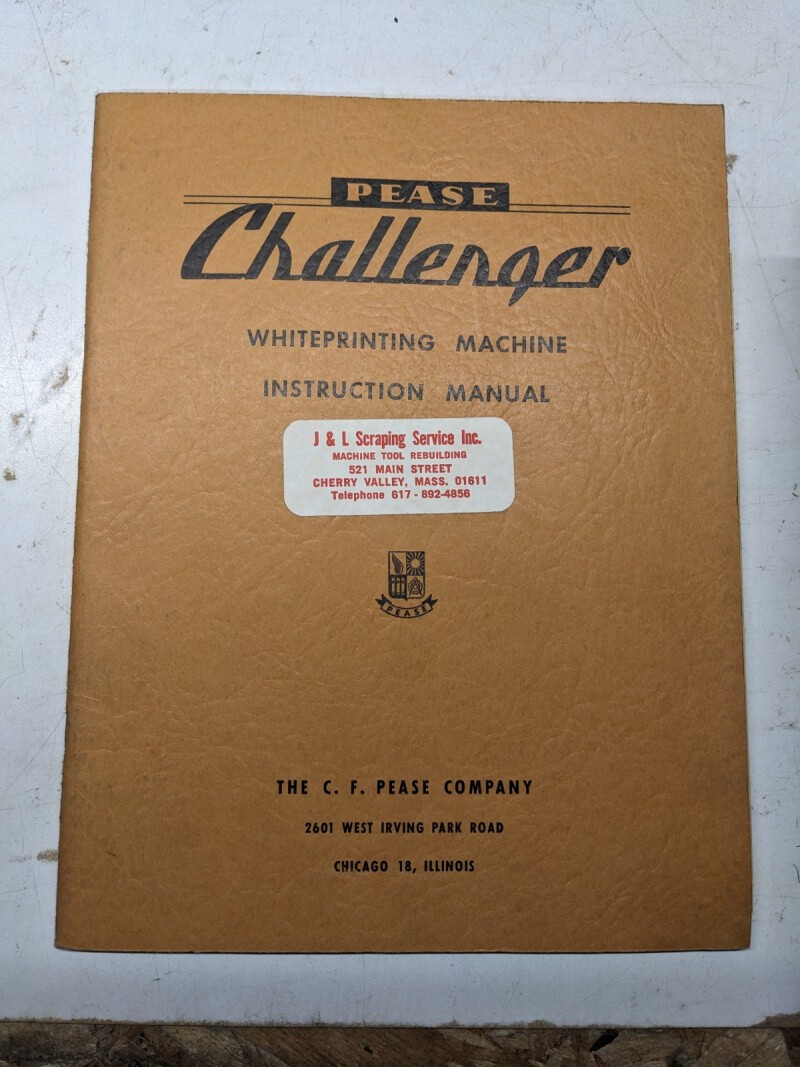 PEASE
Challenger
WHITEPRINTING MACHINE
INSTRUCTION MANUAL
J & L Scraping Service Inc.
MACHINE TOOL REBUILDING
521 MAIN STREET
CHERRY VALLEY, MASS. 01611
Telephone 617 - 892-4856
PEASE
THE C. F. PEASE COMPANY
2601 WEST IRVING PARK ROAD
CHICAGO 18, ILLINOIS